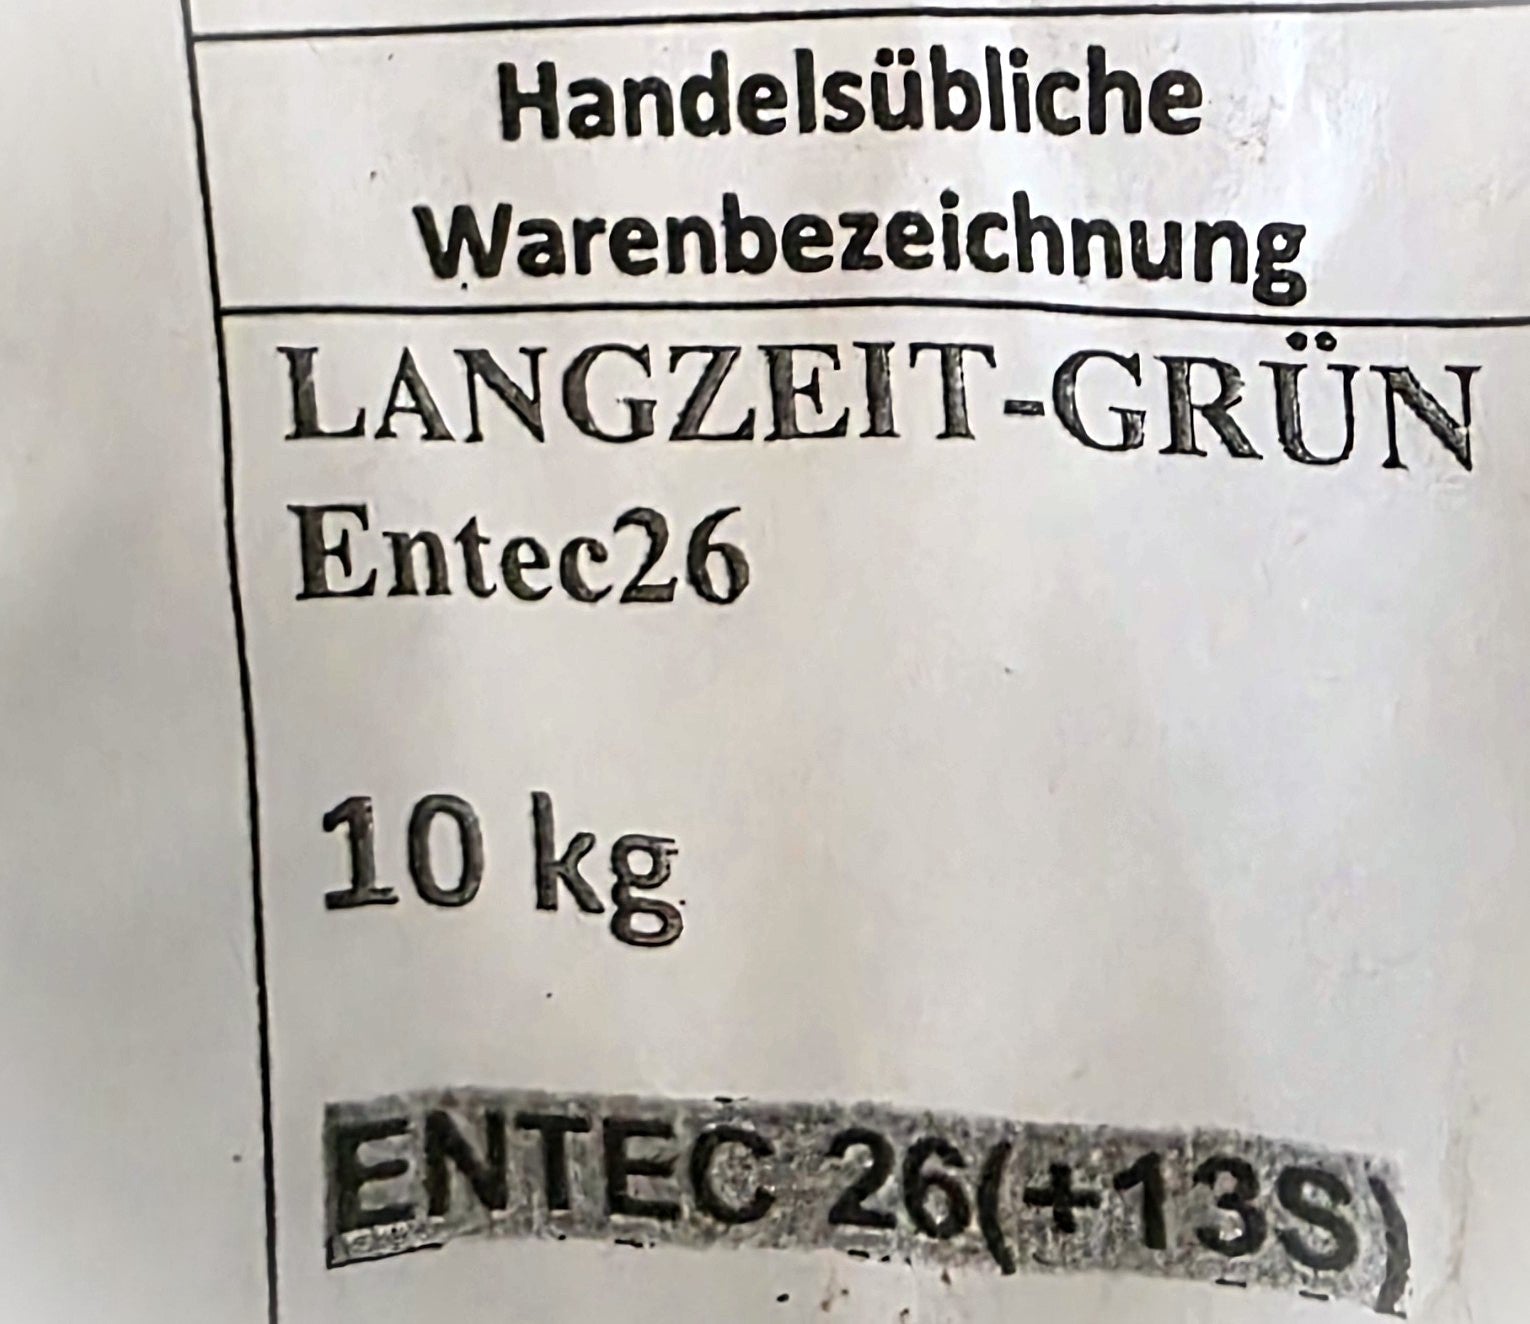 Handelsübliche
Warenbezeichnung
LANGZEIT-GRÜN
Entec26
10 kg
ENTEC 26(+13S)